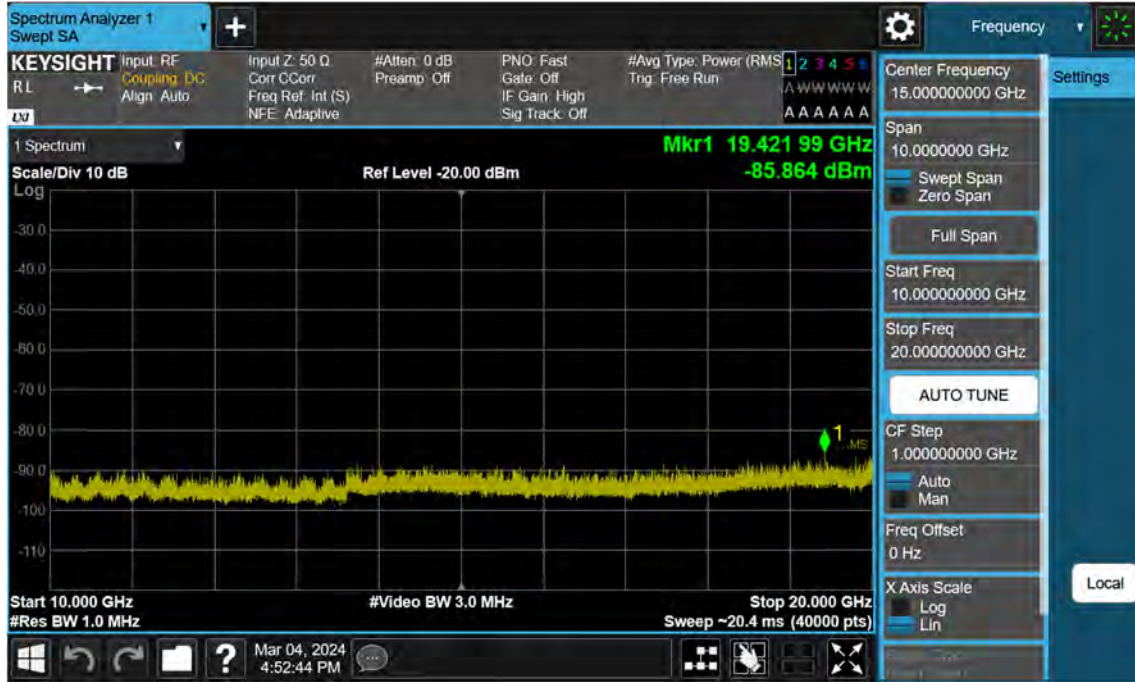 Spectrum Analyzer 1
Swept SA
Frequency
KEYSIGHT
RL
LXI
Input: RF
Coupling: DC
Align: Auto
Input Z: 50 Ω
Corr CCorr
Freq Ref: Int (S)
NFE: Adaptive
#Atten: 0 dB
Preamp: Off
PNO: Fast
Gate: Off
IF Gain: High
Sig Track: Off
#Avg Type: Power (RMS
Trig: Free Run
1 2 3 4 5 6
A W W W W W
A A A A A A
1 Spectrum
Scale/Div 10 dB
Log
Ref Level -20.00 dBm
Mkr1 19.421 99 GHz
-85.864 dBm
-30.0
-40.0
-50.0
-60.0
-70.0
-80.0
-90.0
-100
-110
1
Start 10.000 GHz
#Res BW 1.0 MHz
#Video BW 3.0 MHz
Stop 20.000 GHz
Sweep ~20.4 ms (40000 pts)
Center Frequency
15.000000000 GHz
Span
10.0000000 GHz
Swept Span
Zero Span
Full Span
Start Freq
10.000000000 GHz
Stop Freq
20.000000000 GHz
AUTO TUNE
CF Step
1.000000000 GHz
Auto
Man
Freq Offset
0 Hz
X Axis Scale
Log
Lin
Settings
Local
?
Mar 04, 2024
4:52:44 PM